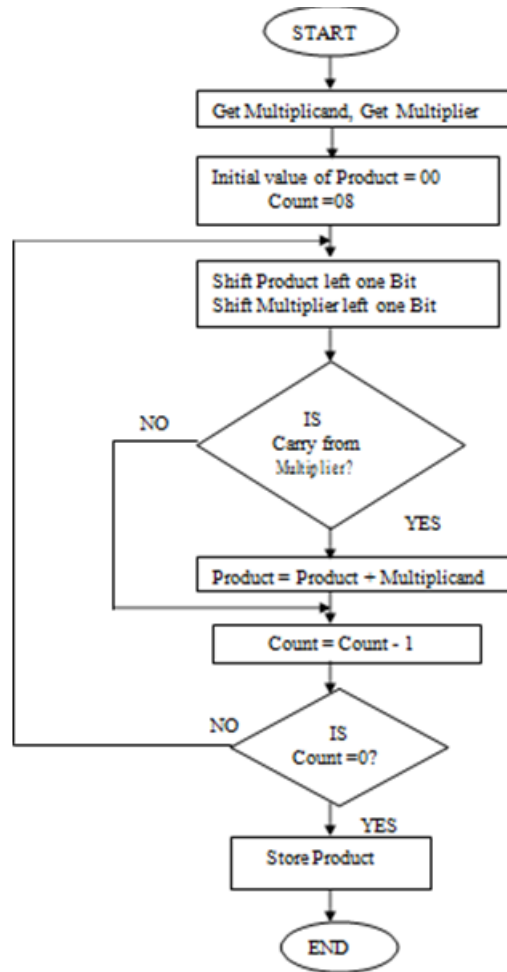 START
Get Multiplicand, Get Multiplier
Initial value of Product = 00
Count =08
Shift Product left one Bit
Shift Multiplier left one Bit
NO
IS
Carry from
Multiplier?
YES
Product = Product + Multiplicand
Count = Count - 1
NO
IS
Count =0?
YES
Store Product
END